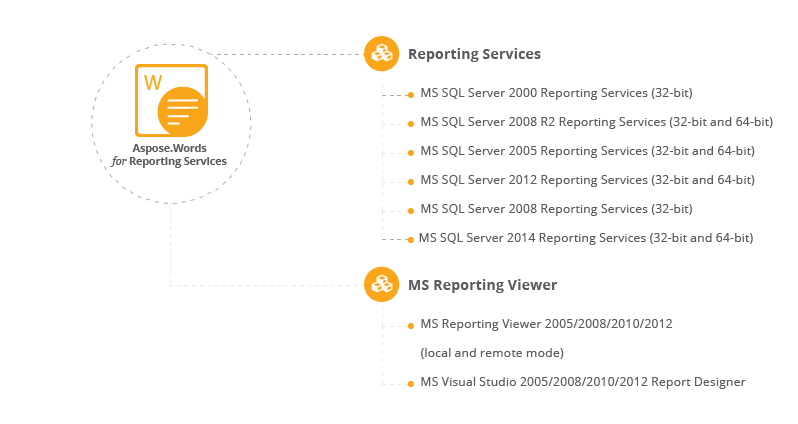 W
Aspose.Words
for Reporting Services
Reporting Services
MS SQL Server 2000 Reporting Services (32-bit)
MS SQL Server 2008 R2 Reporting Services (32-bit and 64-bit)
MS SQL Server 2005 Reporting Services (32-bit and 64-bit)
MS SQL Server 2012 Reporting Services (32-bit and 64-bit)
MS SQL Server 2008 Reporting Services (32-bit)
MS SQL Server 2014 Reporting Services (32-bit and 64-bit)
MS Reporting Viewer
MS Reporting Viewer 2005/2008/2010/2012
(local and remote mode)
MS Visual Studio 2005/2008/2010/2012 Report Designer